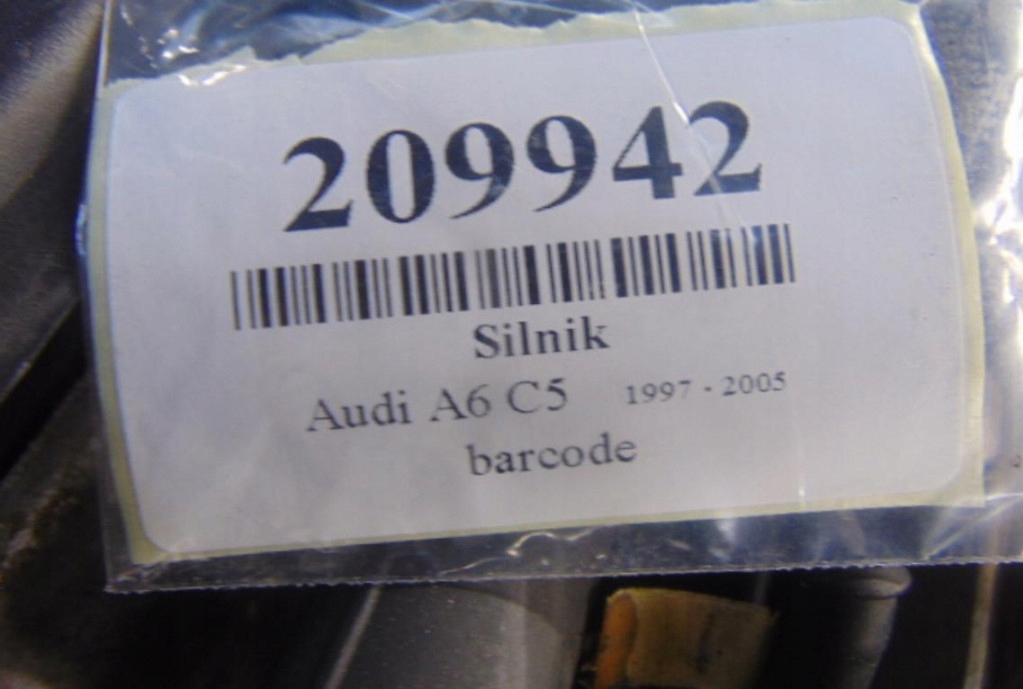 209942
Silnik
Audi A6 C5 1997 - 2005
barcode